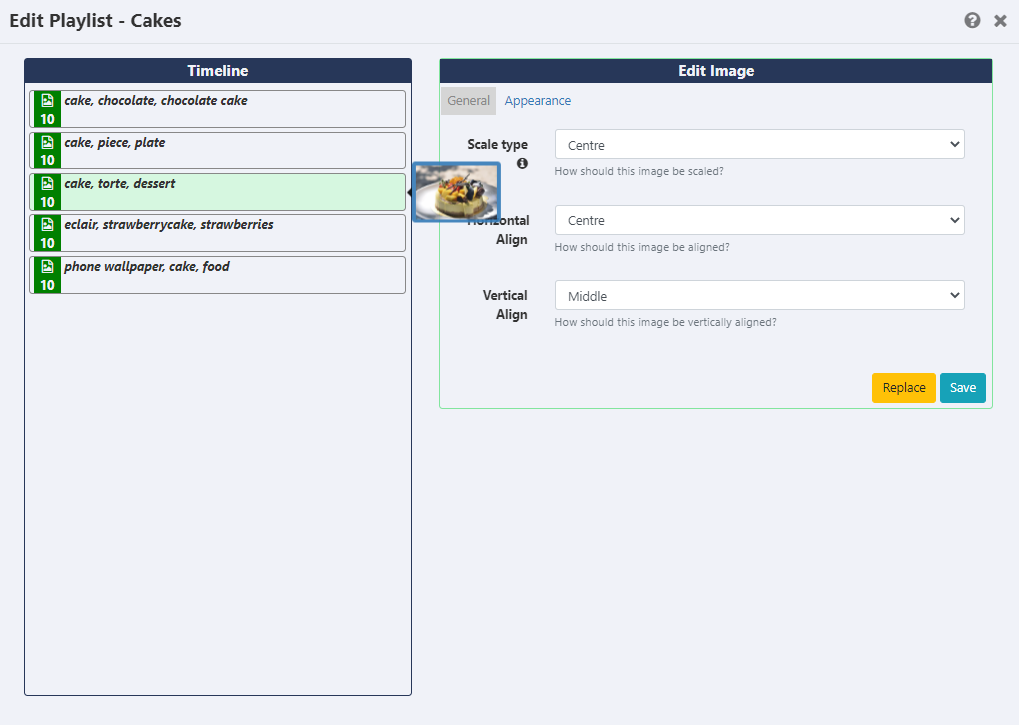 Edit Playlist - Cakes
Timeline
cake, chocolate, chocolate cake
10
cake, piece, plate
10
cake, torte, dessert
10
eclair, strawberrycake, strawberries
10
phone wallpaper, cake, food
10
Edit Image
General Appearance
Scale type
Centre
How should this image be scaled?
Horizontal
Align
Centre
How should this image be aligned?
Vertical
Align
Middle
How should this image be vertically aligned?
Replace Save